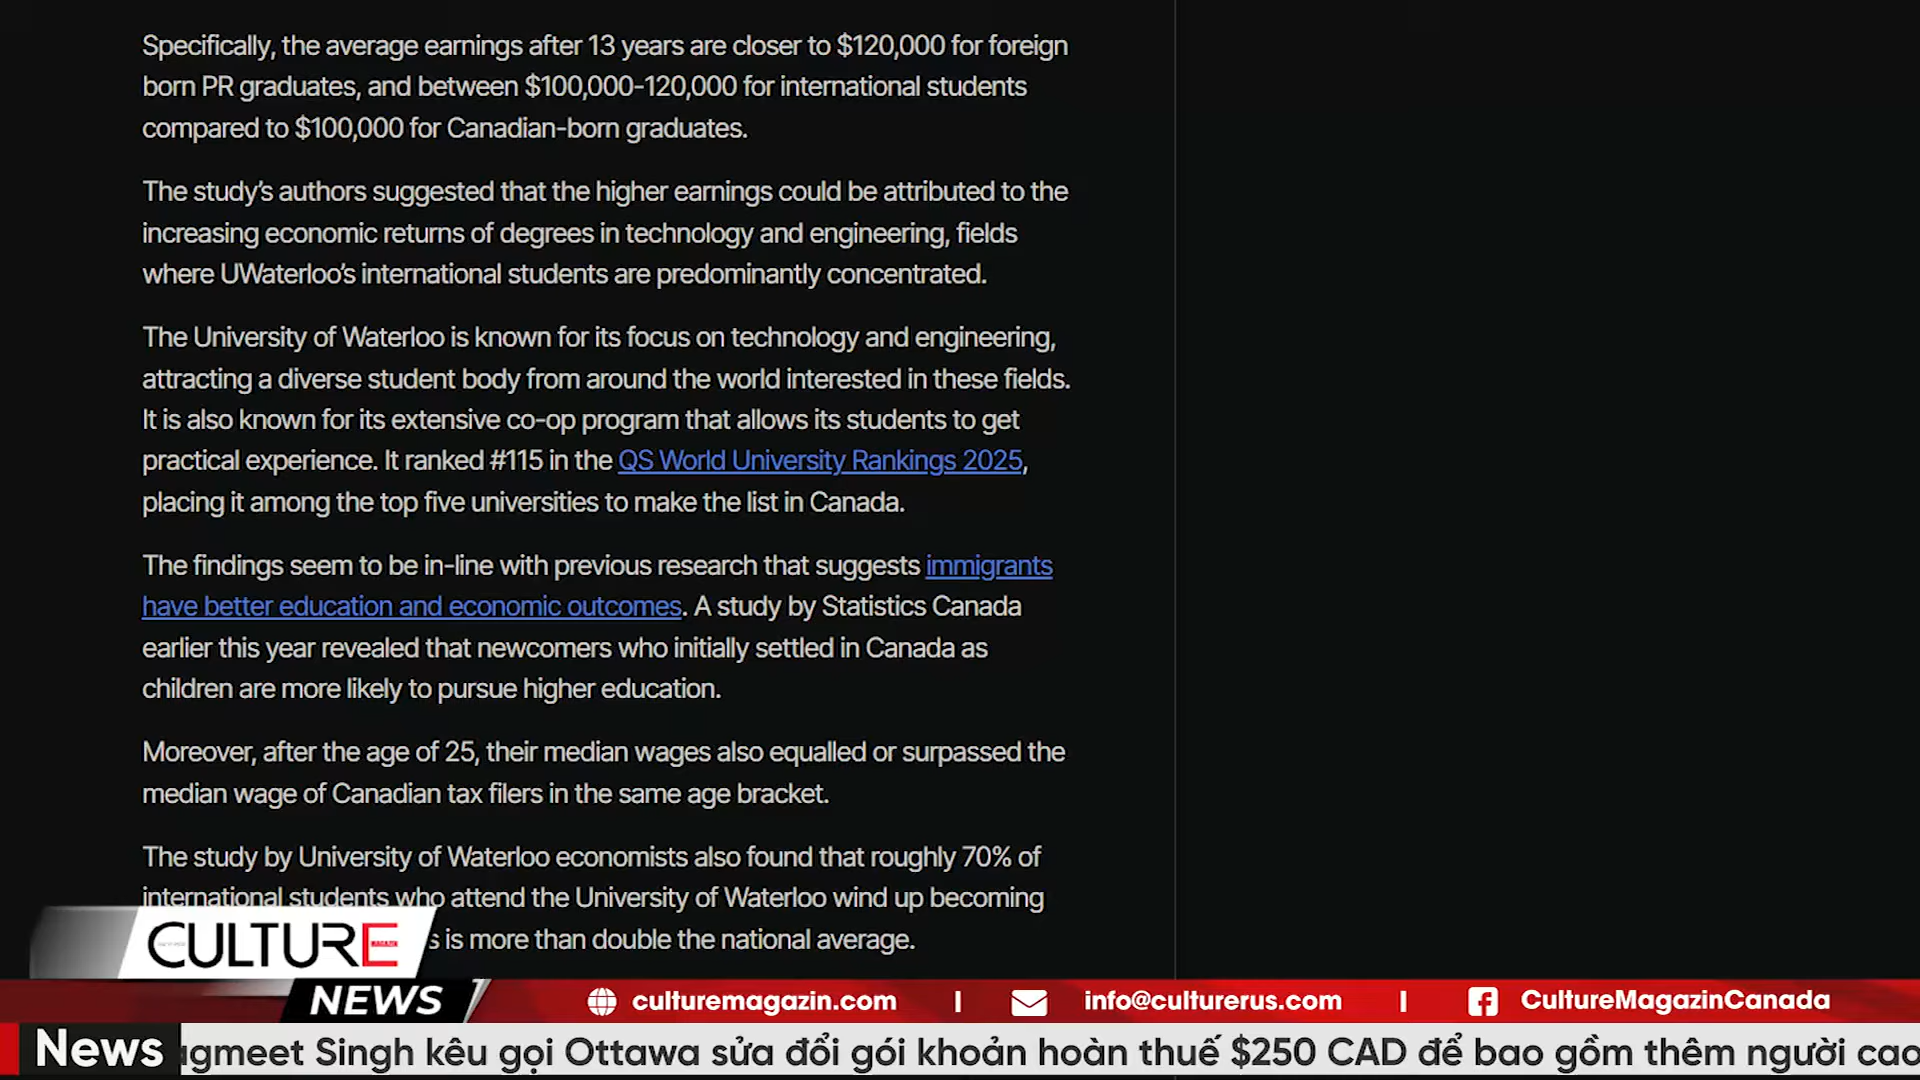 Specifically, the average earnings after 13 years are closer to $120,000 for foreign
born PR graduates, and between $100,000-120,000 for international students
compared to $100,000 for Canadian-born graduates.
The study’s authors suggested that the higher earnings could be attributed to the
increasing economic returns of degrees in technology and engineering, fields
where UWaterloo’s international students are predominantly concentrated.
The University of Waterloo is known for its focus on technology and engineering,
attracting a diverse student body from around the world interested in these fields.
It is also known for its extensive co-op program that allows its students to get
practical experience. It ranked #115 in the QS World University Rankings 2025,
placing it among the top five universities to make the list in Canada.
The findings seem to be in-line with previous research that suggests immigrants
have better education and economic outcomes. A study by Statistics Canada
earlier this year revealed that newcomers who initially settled in Canada as
children are more likely to pursue higher education.
Moreover, after the age of 25, their median wages also equalled or surpassed the
median wage of Canadian tax filers in the same age bracket.
The study by University of Waterloo economists also found that roughly 70% of
international students who attend the University of Waterloo wind up becoming
s is more than double the national average.
CULTURE
NEWS
culturemagazin.com | info@culturerus.com | CultureMagazinCanada
News
gmeet Singh kêu gọi Ottawa sửa đổi gói khoản hoàn thuế $250 CAD để bao gồm thêm người cao